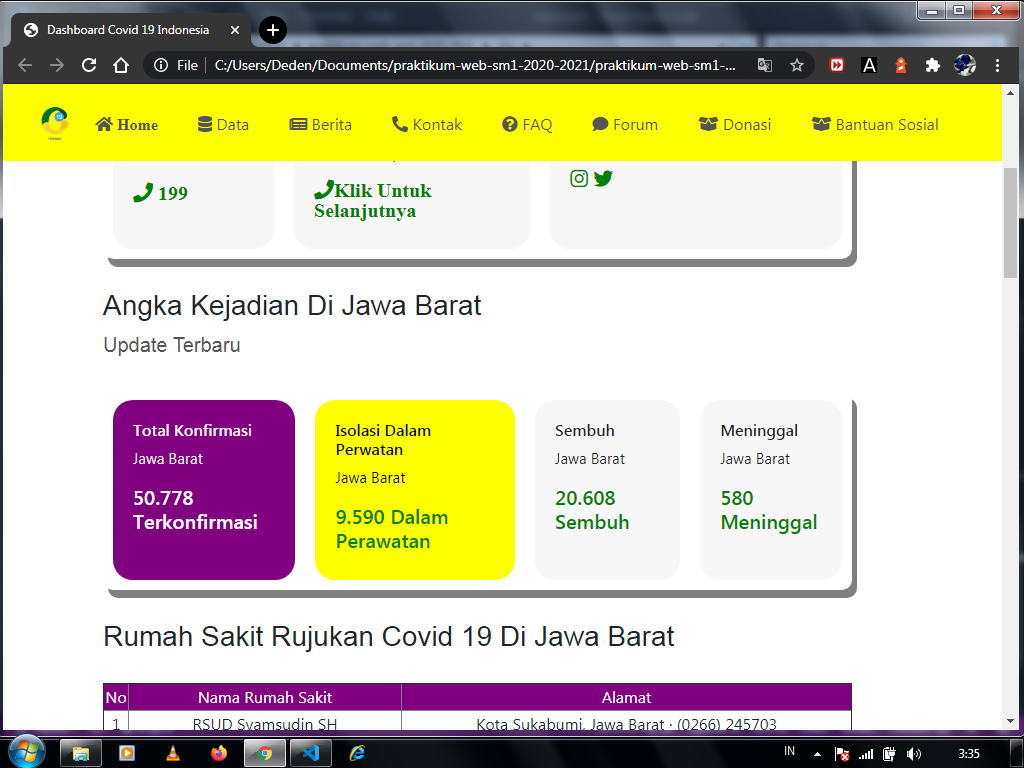 Dashboard Covid 19 Indonesia
File C:/Users/Deden/Documents/praktikum-web-sm1-2020-2021/praktikum-web-sm1-...
Home Data Berita Kontak FAQ Forum Donasi Bantuan Sosial
199
Klik Untuk
Selanjutnya
Angka Kejadian Di Jawa Barat
Update Terbaru
Total Konfirmasi
Jawa Barat
50.778
Terkonfirmasi
Isolasi Dalam
Perwatan
Jawa Barat
9.590 Dalam
Perawatan
Sembuh
Jawa Barat
20.608
Sembuh
Meninggal
Jawa Barat
580
Meninggal
Rumah Sakit Rujukan Covid 19 Di Jawa Barat
No Nama Rumah Sakit Alamat
1 RSUD Syamsudin SH Kota Sukabumi, Jawa Barat · (0266) 245703
IN 3:35